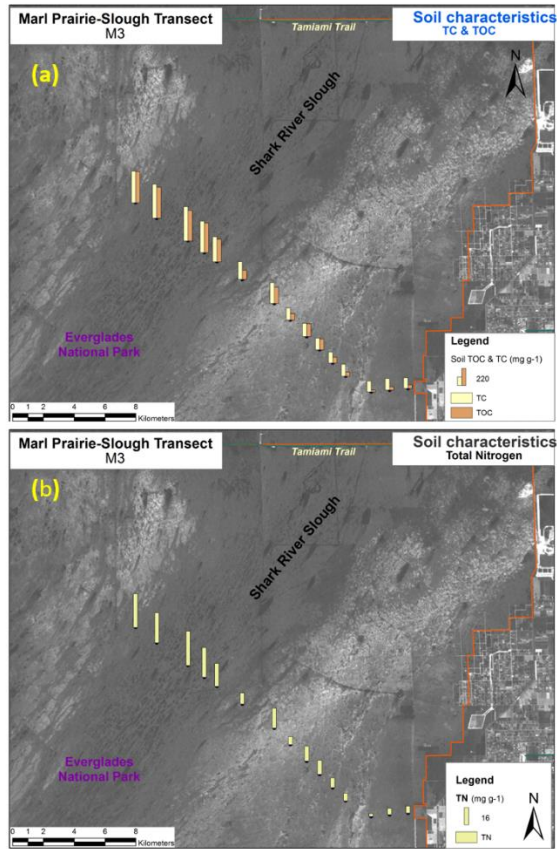 Marl Prairie-Slough Transect
M3
Tamiami Trail
Soil characteristics
TC & TOC
(a)
N
Shark River Slough
Everglades
National Park
0 2 4 6 8
Kilometers
Legend
Soil TOC & TC (mg g-1)
220
TC
TOC
Marl Prairie-Slough Transect
M3
Tamiami Trail
Soil characteristics
Total Nitrogen
(b)
Shark River Slough
Everglades
National Park
0 2 4 6 8
Kilometers
Legend
TN (mg g-1)
16
TN
N